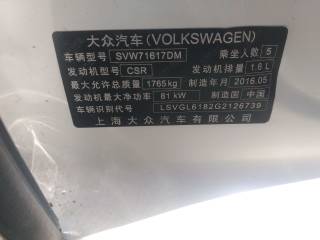 大众汽车(VOLKSWAGEN)
车辆型号 SVW71617DM 乘坐人数 5
发动机型号 CSR 发动机排量 1.6 L
最大允许总质量 1765kg 制造年月 2016.05
发动机最大净功率 81 kW 制造国 中国
车辆识别代号 LSVGL6182G2126739
上海大众汽车有限公司